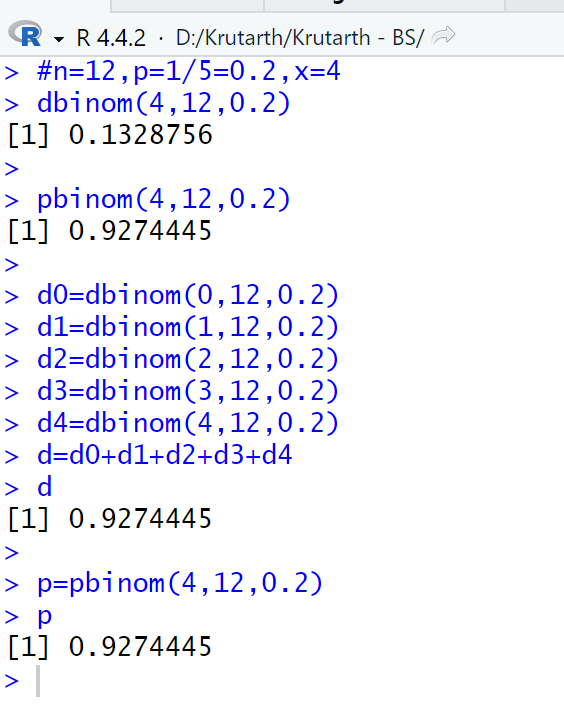 R R 4.4.2 · D:/Krutarth/Krutarth - BS/
> #n=12,p=1/5=0.2,x=4
> dbinom(4,12,0.2)
[1] 0.1328756
>
> pbinom(4,12,0.2)
[1] 0.9274445
>
> d0=dbinom(0,12,0.2)
> d1=dbinom(1,12,0.2)
> d2=dbinom(2,12,0.2)
> d3=dbinom(3,12,0.2)
> d4=dbinom(4,12,0.2)
> d=d0+d1+d2+d3+d4
> d
[1] 0.9274445
>
> p=pbinom(4,12,0.2)
> p
[1] 0.9274445
>